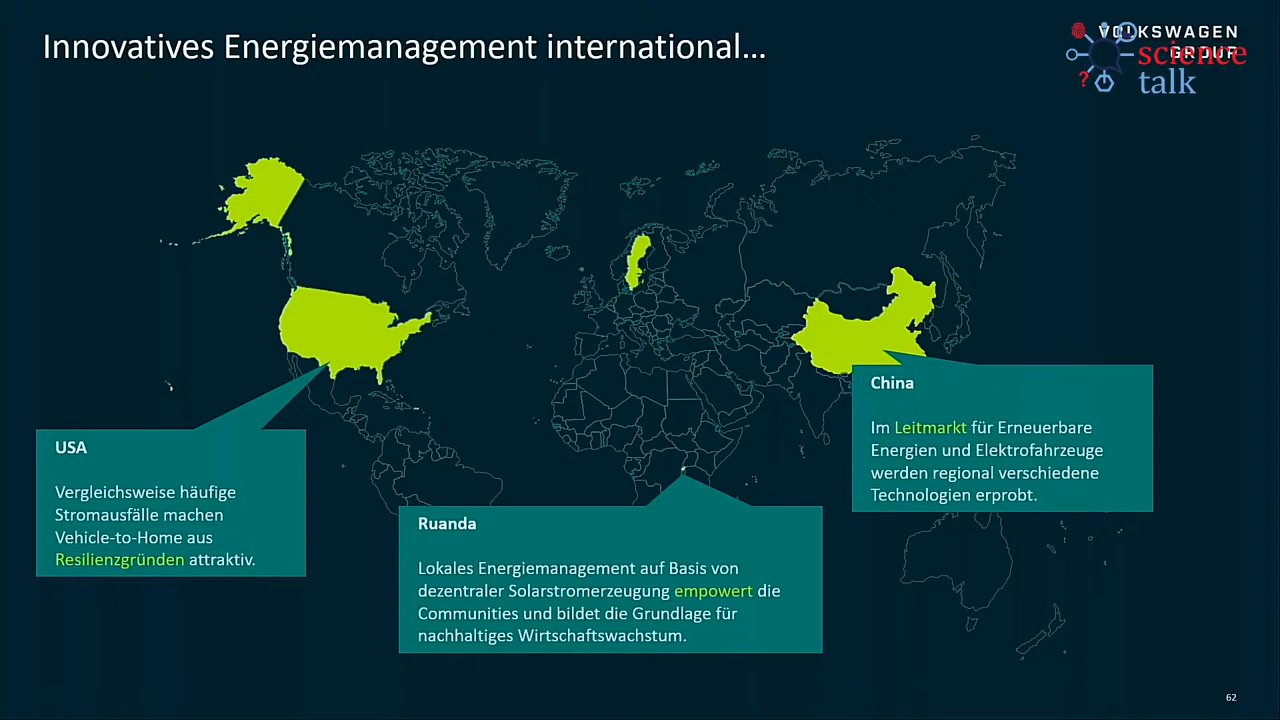 Innovatives Energiemanagement international...
VOLKSWAGEN
GROUP
science
talk
?
China
Im Leitmarkt für Erneuerbare
Energien und Elektrofahrzeuge
werden regional verschiedene
Technologien erprobt.
USA
Vergleichsweise häufige
Stromausfälle machen
Vehicle-to-Home aus
Resilienzgründen attraktiv.
Ruanda
Lokales Energiemanagement auf Basis von
dezentraler Solarstromerzeugung empowert die
Communities und bildet die Grundlage für
nachhaltiges Wirtschaftswachstum.
62